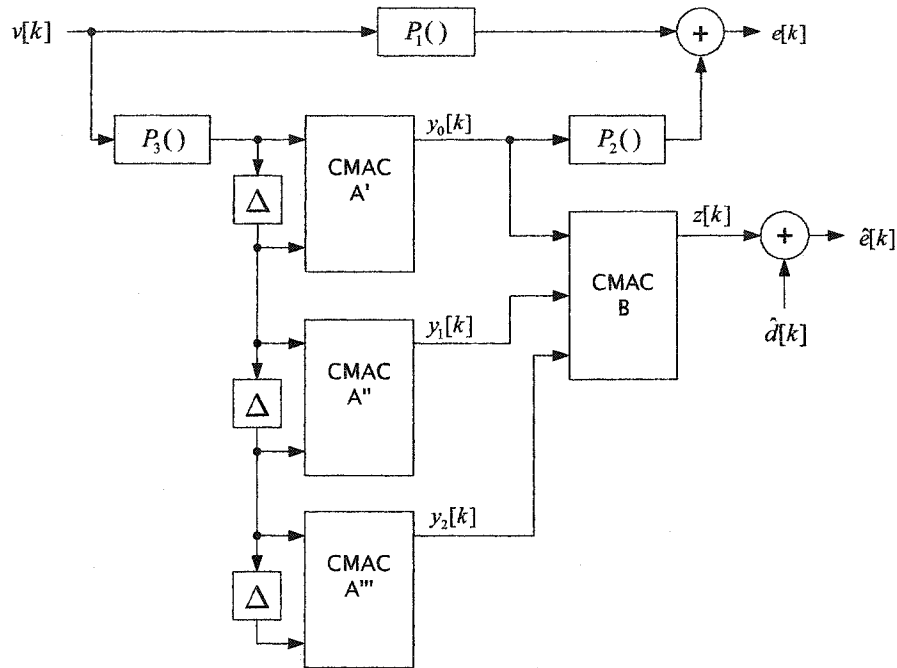 v[k]
P₁()
+
e[k]
P₃()
CMAC
A'
y₀[k]
P₂()
Δ
CMAC
B
z[k]
+
ê[k]
d̂[k]
CMAC
A''
y₁[k]
Δ
CMAC
A'''
y₂[k]
Δ